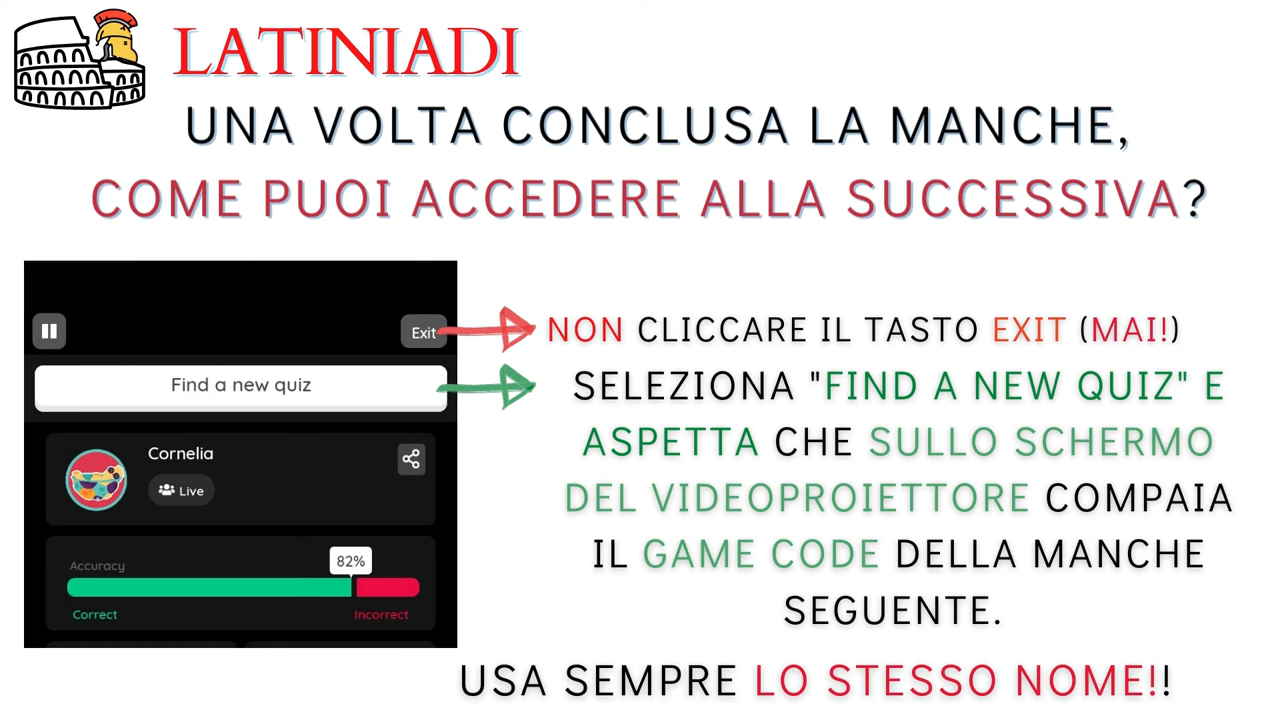 LATINIADI
UNA VOLTA CONCLUSA LA MANCHE,
COME PUOI ACCEDERE ALLA SUCCESSIVA?
Exit
NON CLICCARE IL TASTO EXIT (MAI!)
Find a new quiz
SELEZIONA "FIND A NEW QUIZ" E
ASPETTA CHE SULLO SCHERMO
DEL VIDEOPROIETTORE COMPAIA
IL GAME CODE DELLA MANCHE
SEGUENTE.
Cornelia
Live
82%
Accuracy
Correct
Incorrect
USA SEMPRE LO STESSO NOME!!